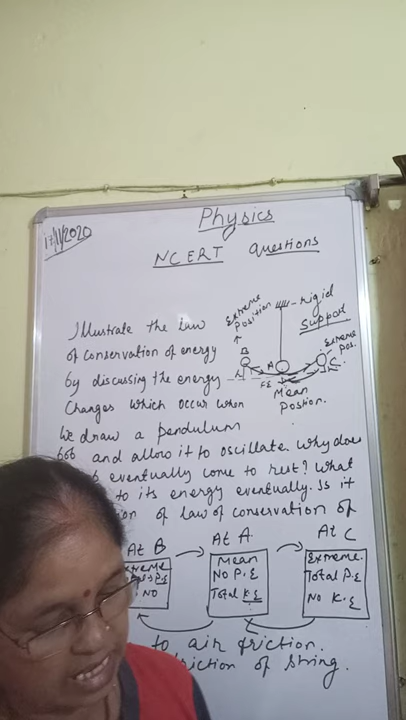 17/11/2020
Physics
NCERT Questions
Extreme
Position
rigid
Support
Extreme
Pos.
B
A
C
Mean
Postion.
Illustrate the law
of conservation of energy
by discussing the energy
Changes which occur when
We draw a pendulum
bob and allow it to oscillate. Why does
eventually come to rest? What
to its energy eventually. Is it
of law of conservation of
At B → At A → At C
Mean
No P.E
Total K.E
Extreme.
Total P.E
No K.E
NO
to air friction.
friction of string.